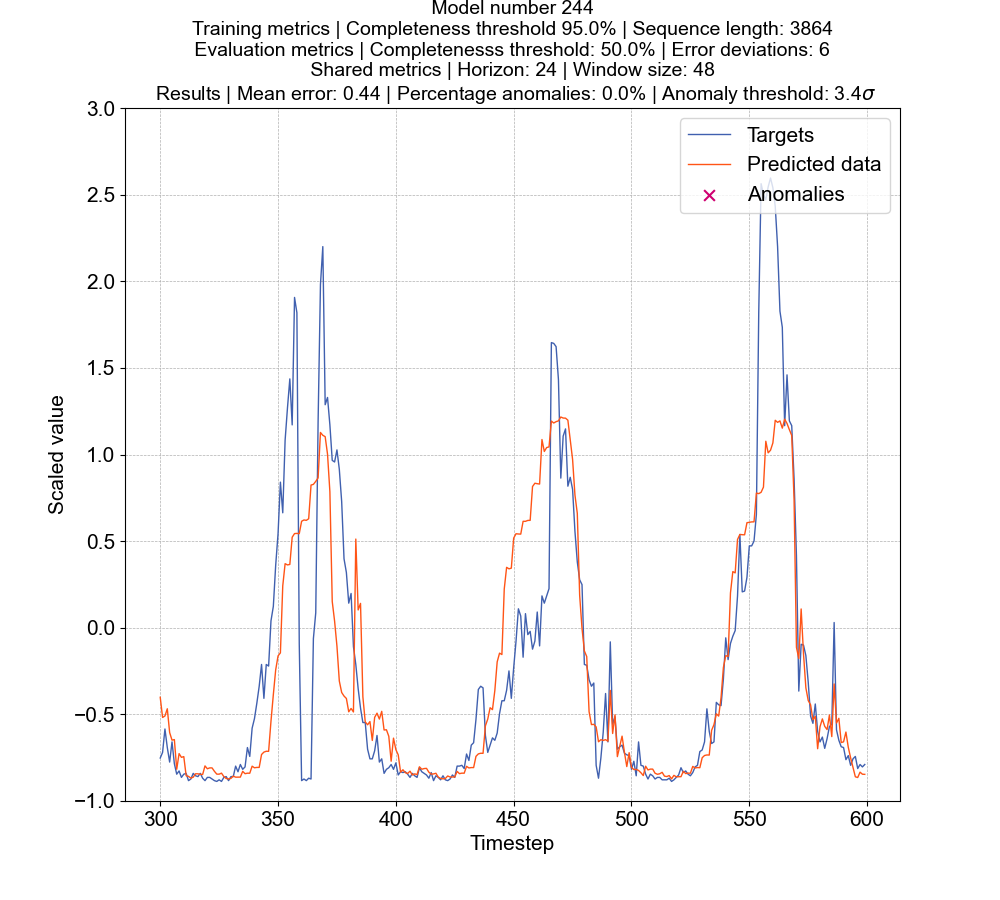 Model number 244
Training metrics | Completeness threshold 95.0% | Sequence length: 3864
Evaluation metrics | Completenesss threshold: 50.0% | Error deviations: 6
Shared metrics | Horizon: 24 | Window size: 48
Results | Mean error: 0.44 | Percentage anomalies: 0.0% | Anomaly threshold: 3.4σ
Targets
Predicted data
Anomalies
3.0
2.5
2.0
1.5
1.0
0.5
0.0
−0.5
−1.0
Scaled value
300
350
400
450
500
550
600
Timestep